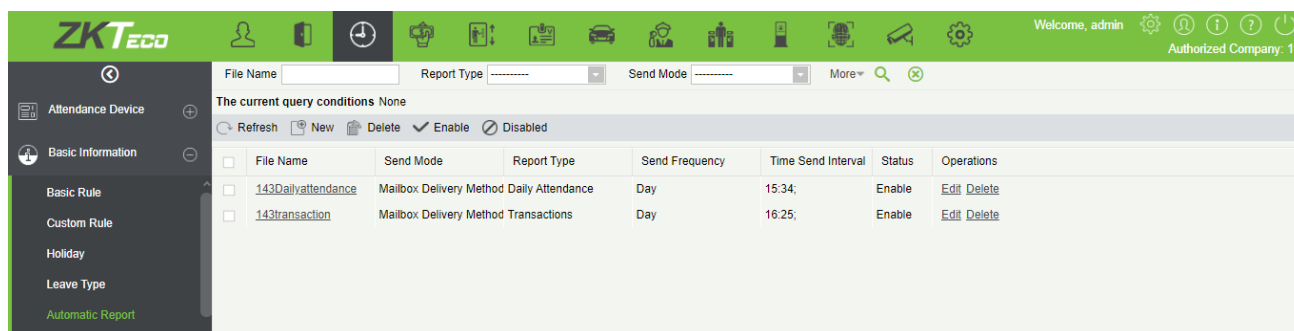 ZKTeco
Welcome, admin
Authorized Company: 1
File Name
Report Type ----------
Send Mode ----------
More
The current query conditions None
Refresh New Delete Enable Disabled
Attendance Device
Basic Information
Basic Rule
Custom Rule
Holiday
Leave Type
Automatic Report
File Name Send Mode Report Type Send Frequency Time Send Interval Status Operations
143Dailyattendance Mailbox Delivery Method Daily Attendance Day 15:34; Enable Edit Delete
143transaction Mailbox Delivery Method Transactions Day 16:25; Enable Edit Delete